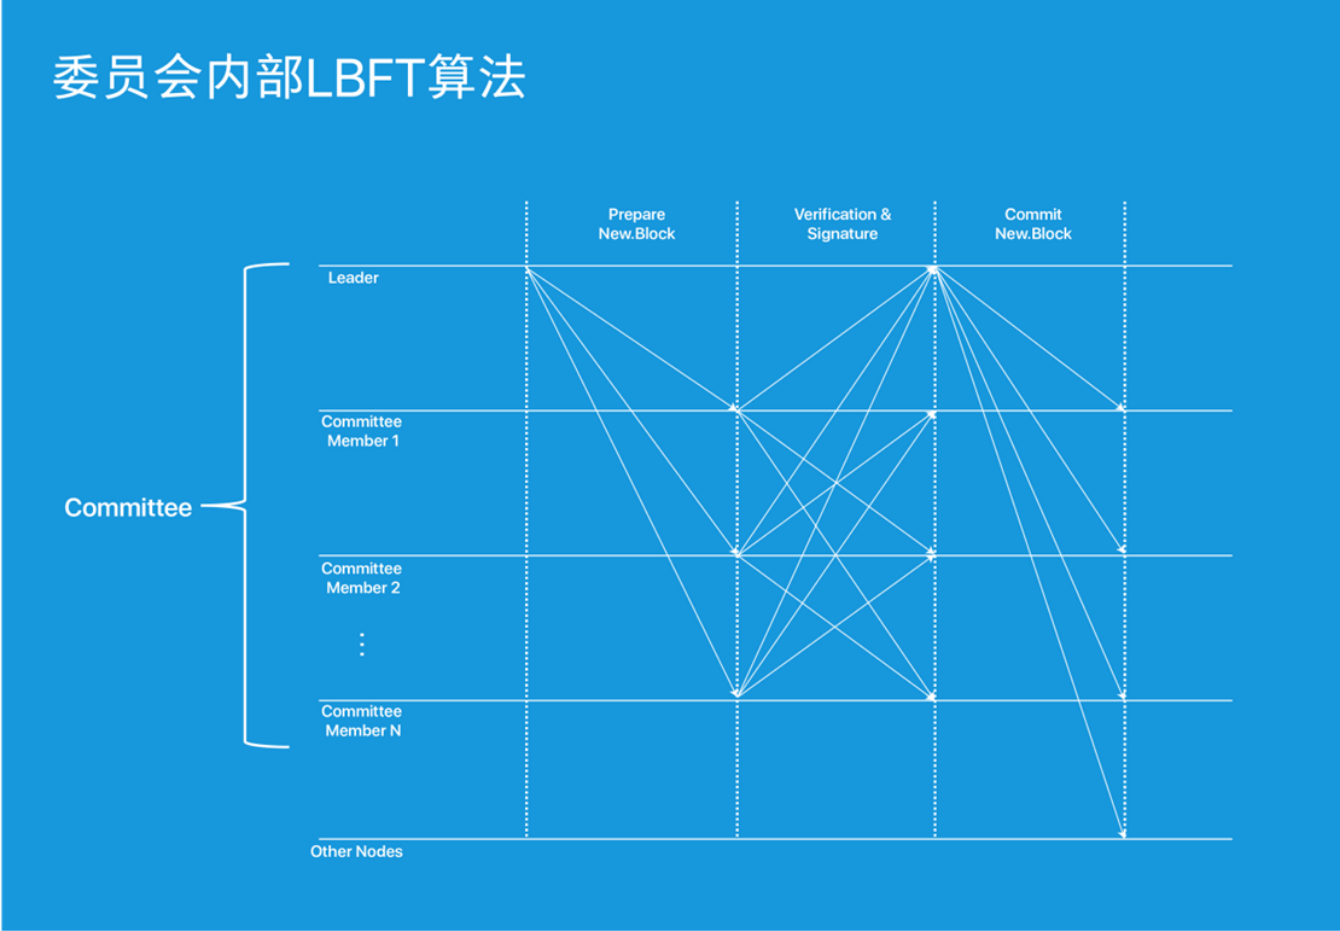 委员会内部LBFT算法
Prepare
New.Block
Verification &
Signature
Commit
New.Block
Leader
Committee
Member 1
Committee
Committee
Member 2
Committee
Member N
Other Nodes